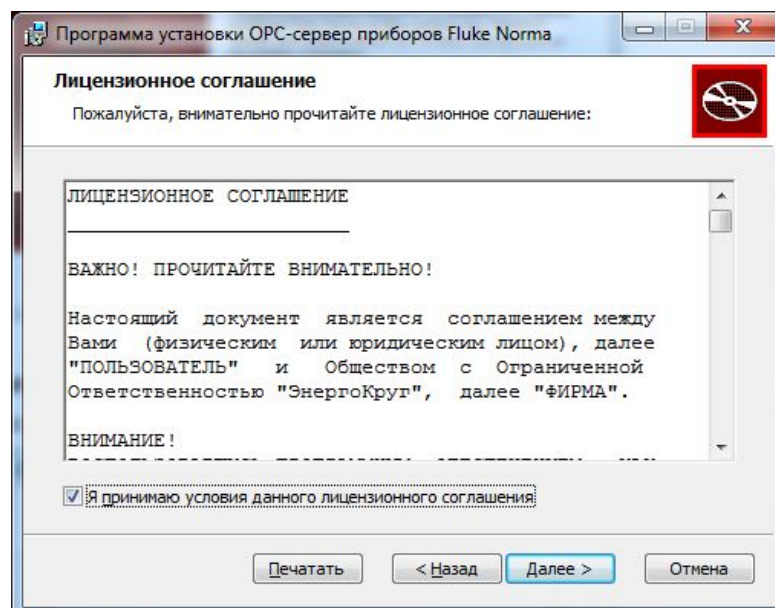 Программа установки OPC-сервер приборов Fluke Norma
Лицензионное соглашение
Пожалуйста, внимательно прочитайте лицензионное соглашение:
ЛИЦЕНЗИОННОЕ СОГЛАШЕНИЕ
ВАЖНО! ПРОЧИТАЙТЕ ВНИМАТЕЛЬНО!
Настоящий документ является соглашением между
Вами (физическим или юридическим лицом), далее
"ПОЛЬЗОВАТЕЛЬ" и Обществом с Ограниченной
Ответственностью "ЭнергоКруг", далее "ФИРМА".
ВНИМАНИЕ!
Я принимаю условия данного лицензионного соглашения
Печатать
< Назад
Далее >
Отмена